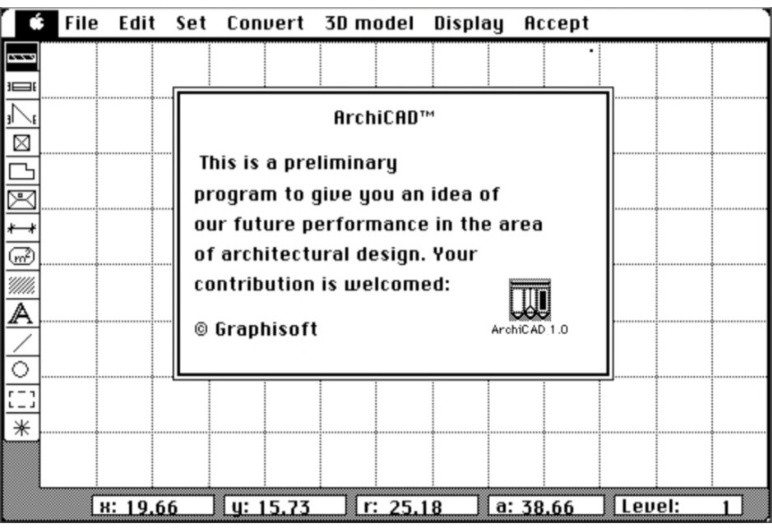 File Edit Set Convert 3D model Display Accept
ArchiCAD™
This is a preliminary
program to give you an idea of
our future performance in the area
of architectural design. Your
contribution is welcomed:
ArchiCAD 1.0
© Graphisoft
m²
A
x: 19.66 y: 15.73 r: 25.18 a: 38.66 Level: 1